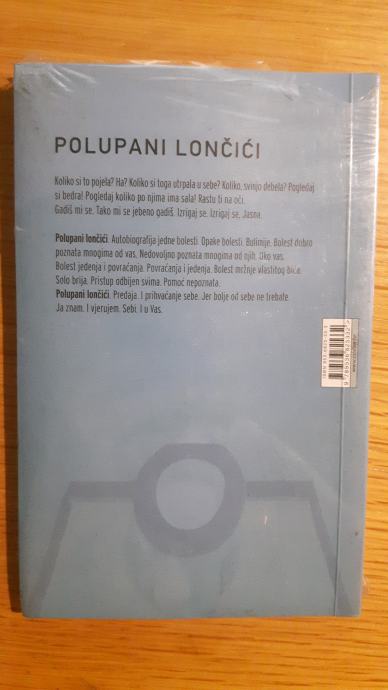 POLUPANI LONČIĆI
Koliko si to pojela? Ha? Koliko si toga utrpala u sebe? Koliko, svinjo debela? Pogledaj
si bedra! Pogledaj koliko po njima ima sala! Rastu ti na oči.
Gadiš mi se. Tako mi se jebeno gadiš. Izrigaj se. Izrigaj se, Jasna.
Polupani lončići. Autobiografija jedne bolesti. Opake bolesti. Bulimije. Bolest dobro
poznata mnogima od vas. Nedovoljno poznata mnogima od njih. Oko vas.
Bolest jedenja i povraćanja. Povraćanja i jedenja. Bolest mržnje vlastitog bića.
Solo brija. Pristup odbijen svima. Pomoć nepoznata.
Polupani lončići. Predaja. I prihvaćanje sebe. Jer bolje od sebe ne trebate.
Ja znam. I vjerujem. Sebi. I u Vas.